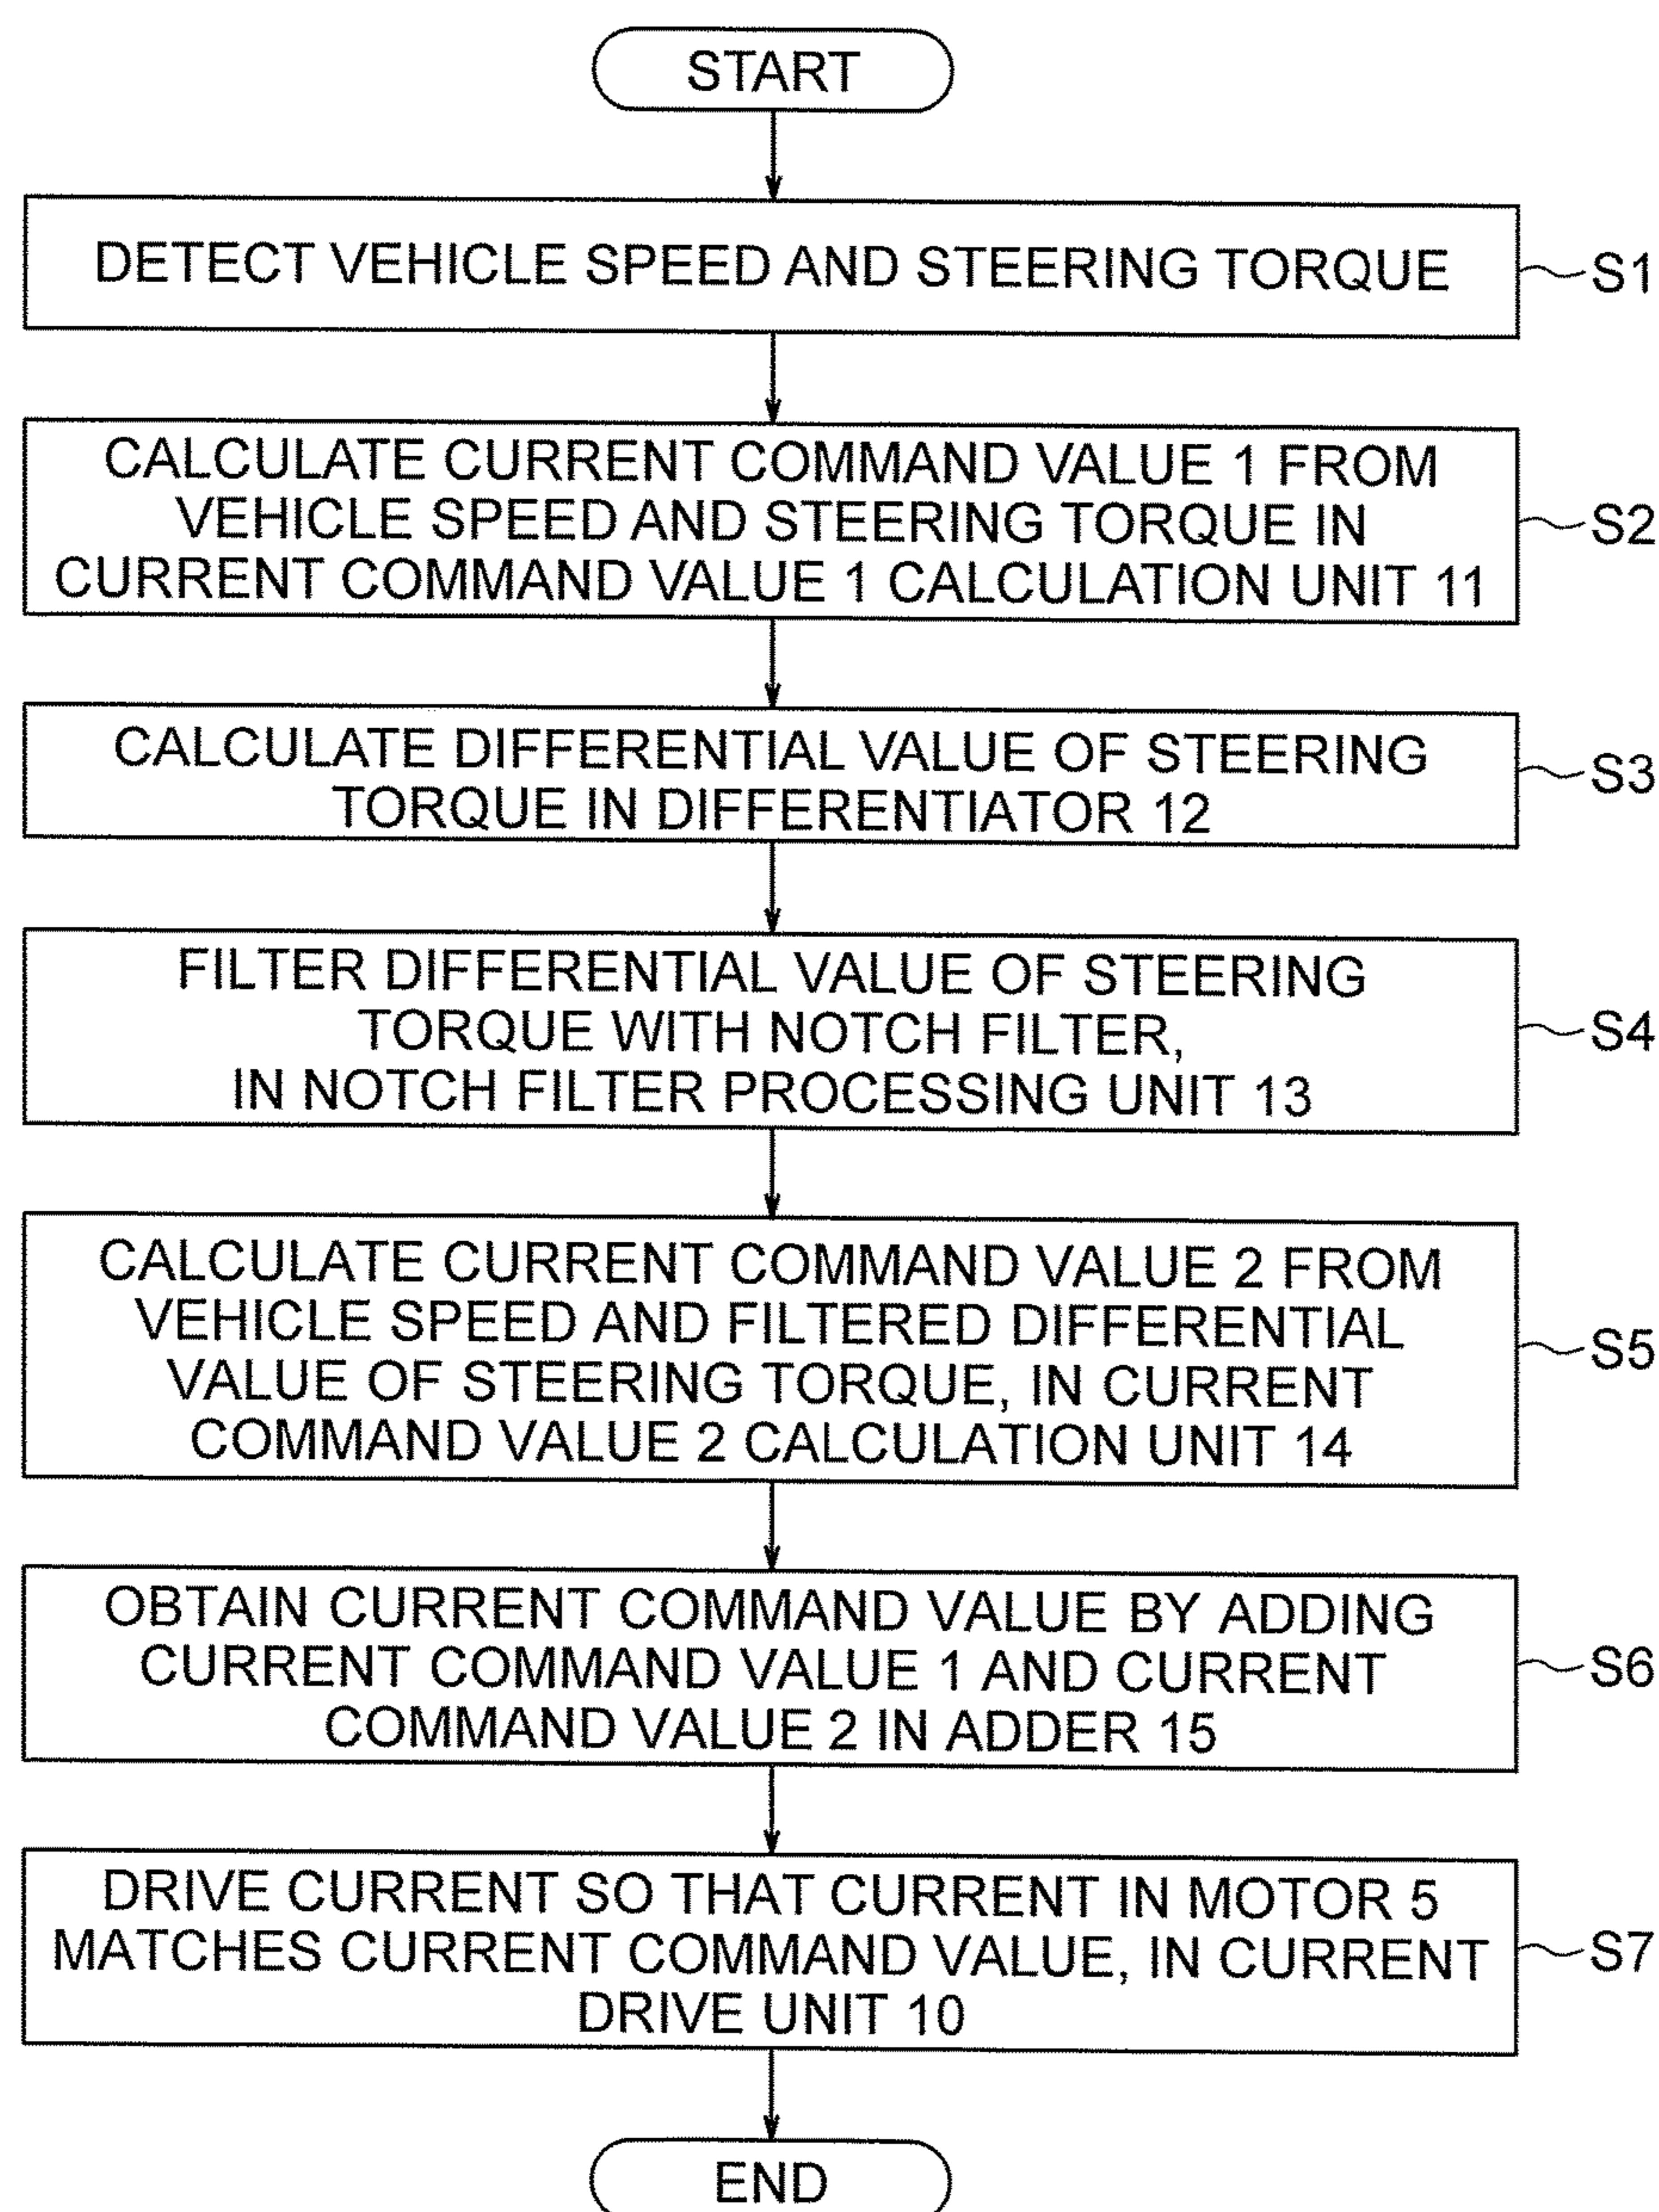 START
DETECT VEHICLE SPEED AND STEERING TORQUE
S1
CALCULATE CURRENT COMMAND VALUE 1 FROM
VEHICLE SPEED AND STEERING TORQUE IN
CURRENT COMMAND VALUE 1 CALCULATION UNIT 11
S2
CALCULATE DIFFERENTIAL VALUE OF STEERING
TORQUE IN DIFFERENTIATOR 12
S3
FILTER DIFFERENTIAL VALUE OF STEERING
TORQUE WITH NOTCH FILTER,
IN NOTCH FILTER PROCESSING UNIT 13
S4
CALCULATE CURRENT COMMAND VALUE 2 FROM
VEHICLE SPEED AND FILTERED DIFFERENTIAL
VALUE OF STEERING TORQUE, IN CURRENT
COMMAND VALUE 2 CALCULATION UNIT 14
S5
OBTAIN CURRENT COMMAND VALUE BY ADDING
CURRENT COMMAND VALUE 1 AND CURRENT
COMMAND VALUE 2 IN ADDER 15
S6
DRIVE CURRENT SO THAT CURRENT IN MOTOR 5
MATCHES CURRENT COMMAND VALUE, IN CURRENT
DRIVE UNIT 10
S7
END